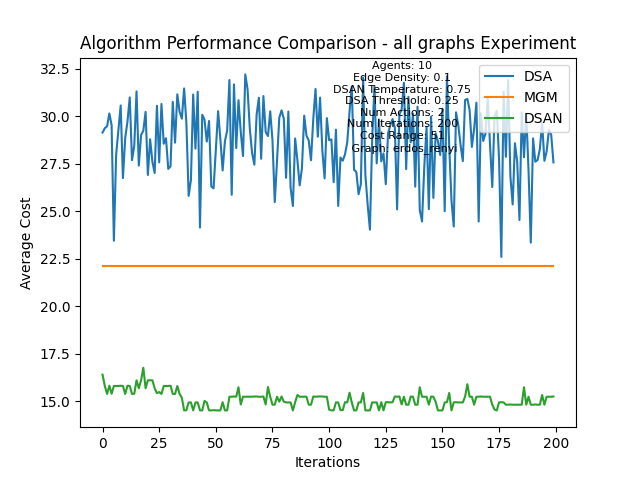 Algorithm Performance Comparison - all graphs Experiment
Agents: 10
Edge Density: 0.1
DSAN Temperature: 0.75
DSA Threshold: 0.25
Num Actions: 2
Num Iterations: 200
Cost Range: 51
Graph: erdos_renyi
DSA
MGM
DSAN
Average Cost
32.5
30.0
27.5
25.0
22.5
20.0
17.5
15.0
0
25
50
75
100
125
150
175
200
Iterations